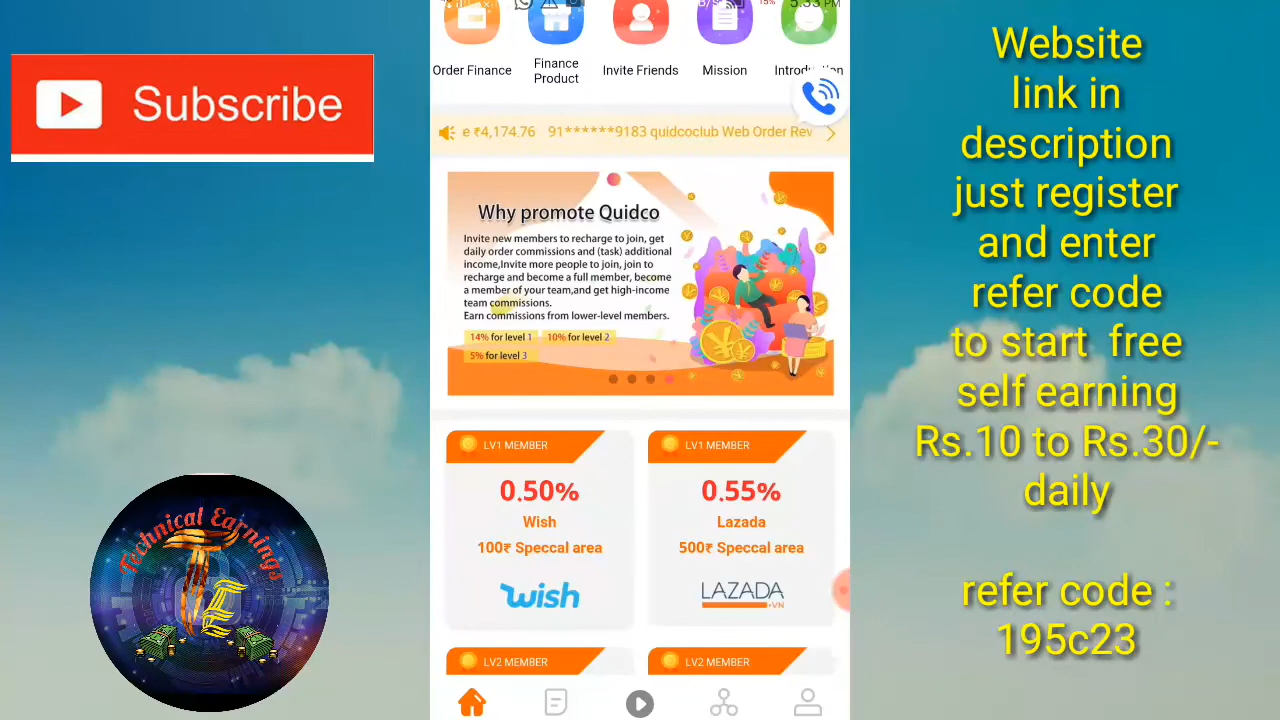 Subscribe
Technical Earnings
TE
15%
5:33 PM
Order Finance
Finance
Product
Invite Friends
Mission
e ₹4,174.76 91******9183 quidcoclub Web Order Rev
Why promote Quidco
Invite new members to recharge to join, get
daily order commissions and (task) additional
income,Invite more people to join, join to
recharge and become a full member, become
a member of your team,and get high-income
team commissions.
Earn commissions from lower-level members.
14% for level 1 10% for level 2
5% for level 3
LV1 MEMBER
0.50%
Wish
100₹ Speccal area
wish
LV1 MEMBER
0.55%
Lazada
500₹ Speccal area
LAZADA
.VN
LV2 MEMBER
LV2 MEMBER
Website
link in
description
just register
and enter
refer code
to start free
self earning
Rs.10 to Rs.30/-
daily
refer code :
195c23